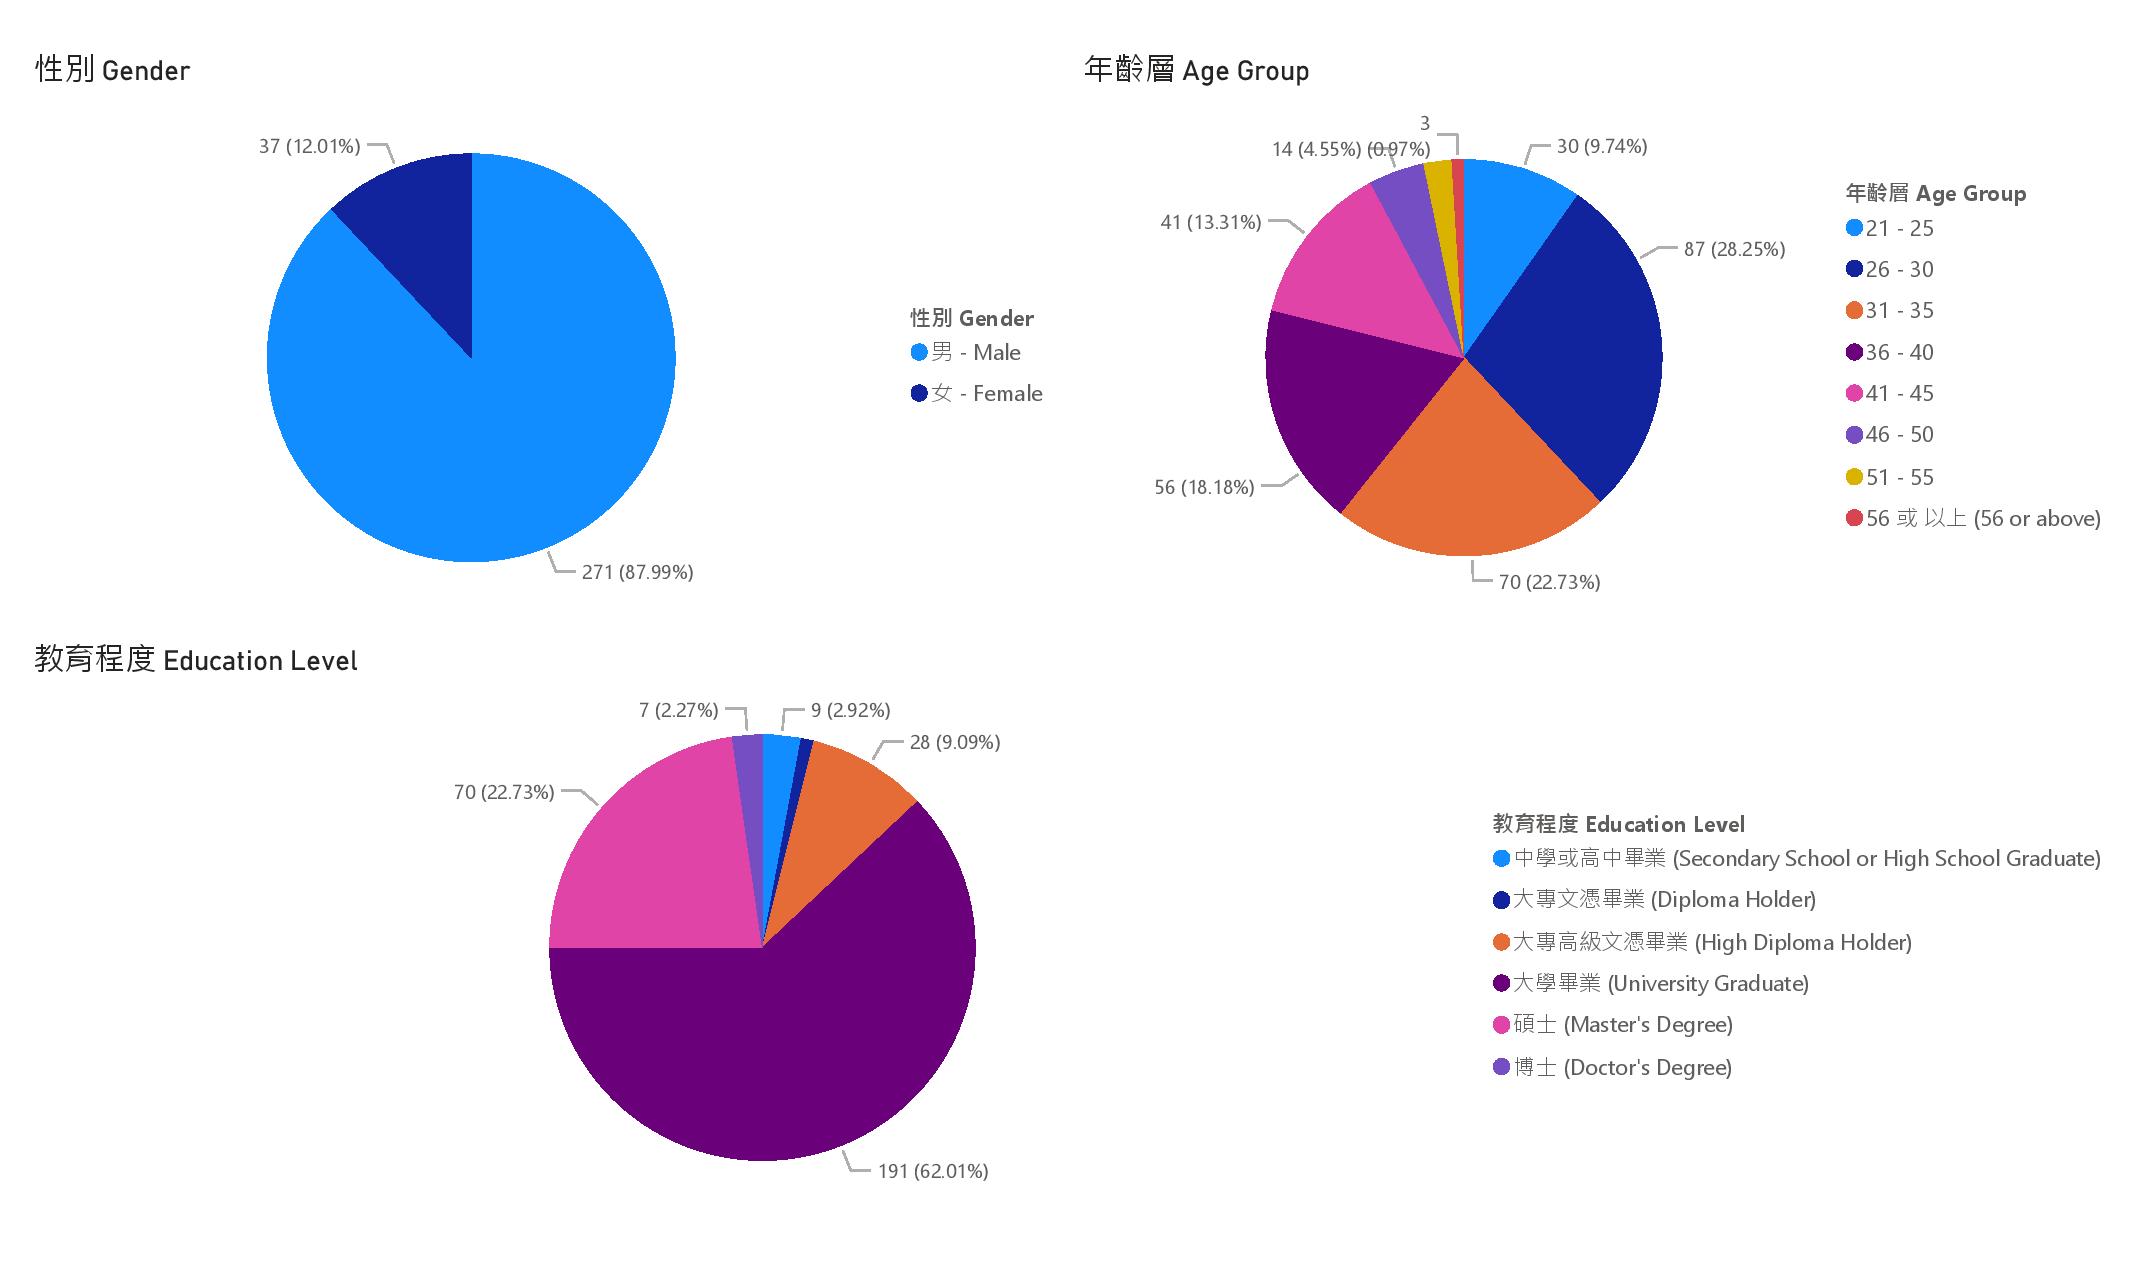 性別 Gender
37 (12.01%)
271 (87.99%)
性別 Gender
男 - Male
女 - Female
年齡層 Age Group
3
(0.97%)
14 (4.55%)
30 (9.74%)
41 (13.31%)
87 (28.25%)
56 (18.18%)
70 (22.73%)
年齡層 Age Group
21 - 25
26 - 30
31 - 35
36 - 40
41 - 45
46 - 50
51 - 55
56 或 以上 (56 or above)
教育程度 Education Level
7 (2.27%)
9 (2.92%)
28 (9.09%)
70 (22.73%)
191 (62.01%)
教育程度 Education Level
中學或高中畢業 (Secondary School or High School Graduate)
大專文憑畢業 (Diploma Holder)
大專高級文憑畢業 (High Diploma Holder)
大學畢業 (University Graduate)
碩士 (Master's Degree)
博士 (Doctor's Degree)